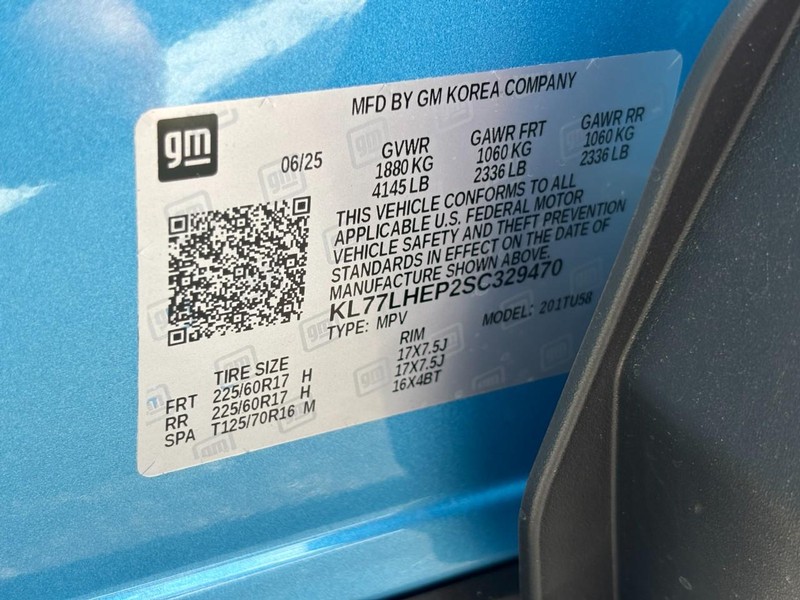 MFD BY GM KOREA COMPANY
gm
06/25
GVWR GAWR FRT GAWR RR
1880 KG 1060 KG 1060 KG
4145 LB 2336 LB 2336 LB
THIS VEHICLE CONFORMS TO ALL
APPLICABLE U.S. FEDERAL MOTOR
VEHICLE SAFETY AND THEFT PREVENTION
STANDARDS IN EFFECT ON THE DATE OF
MANUFACTURE SHOWN ABOVE.
KL77LHEP2SC329470
TYPE: MPV MODEL: 201TU58
TIRE SIZE RIM
FRT 225/60R17 H 17X7.5J
RR 225/60R17 H 17X7.5J
SPA T125/70R16 M 16X4BT